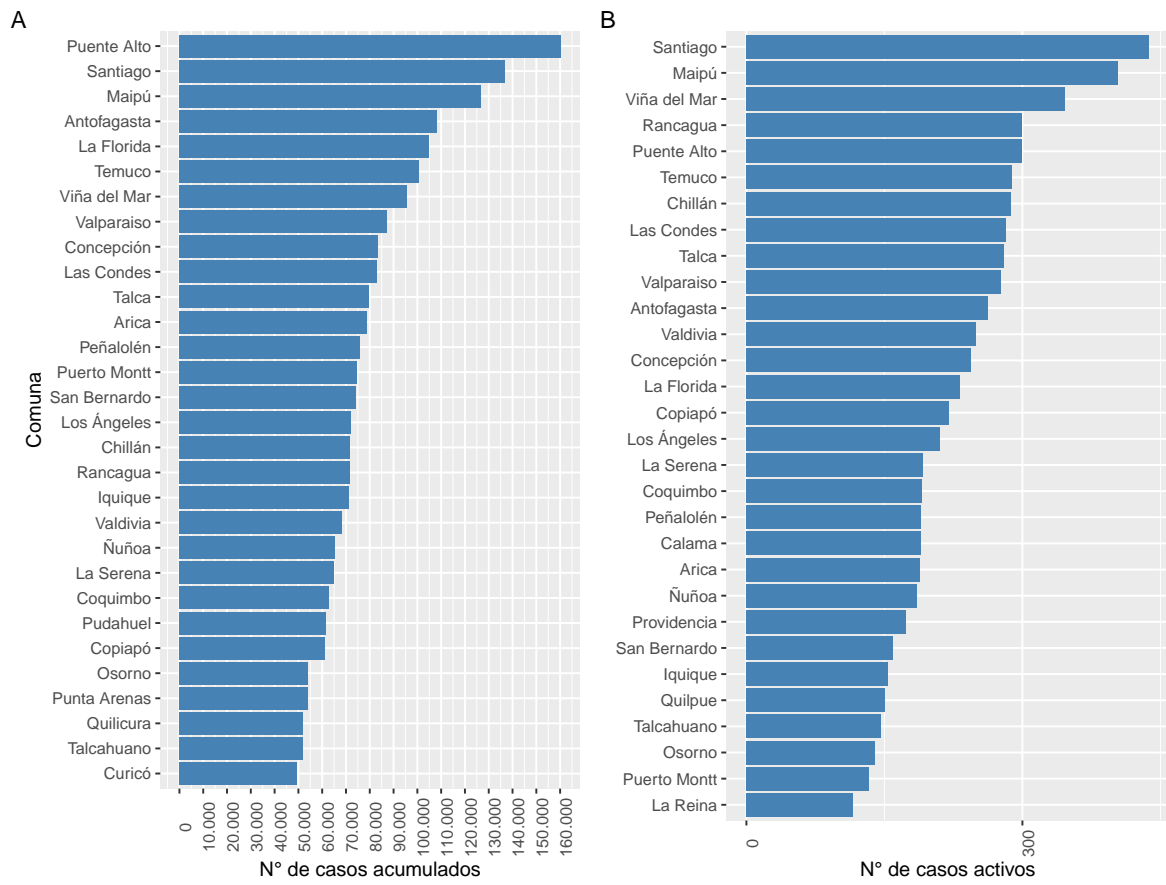 A
Puente Alto
Santiago
Maipú
Antofagasta
La Florida
Temuco
Viña del Mar
Valparaiso
Concepción
Las Condes
Talca
Arica
Peñalolén
Puerto Montt
San Bernardo
Los Ángeles
Chillán
Rancagua
Iquique
Valdivia
Ñuñoa
La Serena
Coquimbo
Pudahuel
Copiapó
Osorno
Punta Arenas
Quilicura
Talcahuano
Curicó
Comuna
0
10.000
20.000
30.000
40.000
50.000
60.000
70.000
80.000
90.000
100.000
110.000
120.000
130.000
140.000
150.000
160.000
N° de casos acumulados
B
Santiago
Maipú
Viña del Mar
Rancagua
Puente Alto
Temuco
Chillán
Las Condes
Talca
Valparaiso
Antofagasta
Valdivia
Concepción
La Florida
Copiapó
Los Ángeles
La Serena
Coquimbo
Peñalolén
Calama
Arica
Ñuñoa
Providencia
San Bernardo
Iquique
Quilpue
Talcahuano
Osorno
Puerto Montt
La Reina
0
300
N° de casos activos